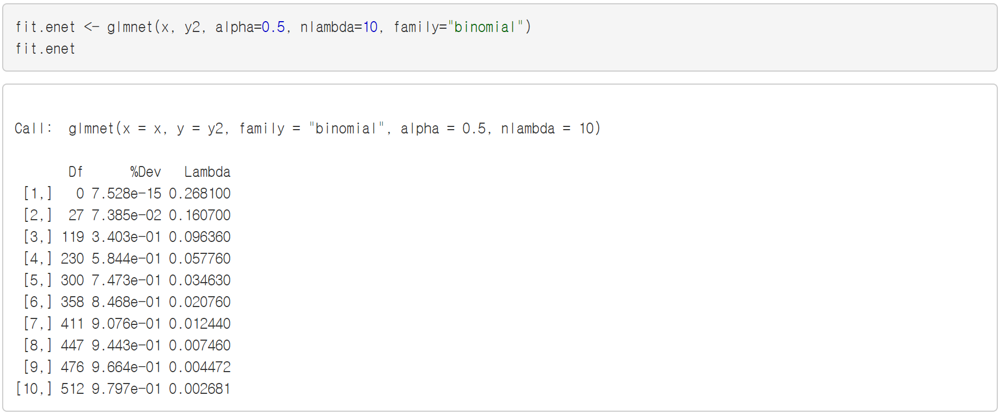 fit.enet <- glmnet(x, y2, alpha=0.5, nlambda=10, family="binomial")
fit.enet
Call:  glmnet(x = x, y = y2, family = "binomial", alpha = 0.5, nlambda = 10)
       Df      %Dev   Lambda
 [1,]   0 7.528e-15 0.268100
 [2,]  27 7.385e-02 0.160700
 [3,] 119 3.403e-01 0.096360
 [4,] 230 5.844e-01 0.057760
 [5,] 300 7.473e-01 0.034630
 [6,] 358 8.468e-01 0.020760
 [7,] 411 9.076e-01 0.012440
 [8,] 447 9.443e-01 0.007460
 [9,] 476 9.664e-01 0.004472
[10,] 512 9.797e-01 0.002681